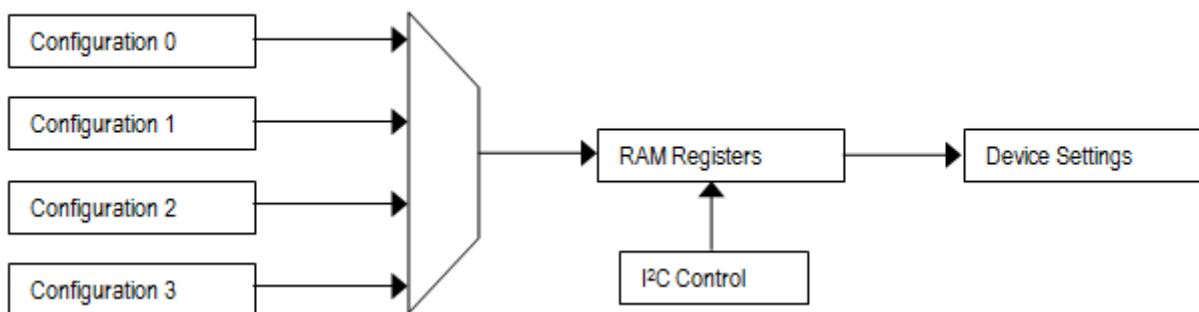 Configuration 0
Configuration 1
RAM Registers
Device Settings
Configuration 2
I²C Control
Configuration 3